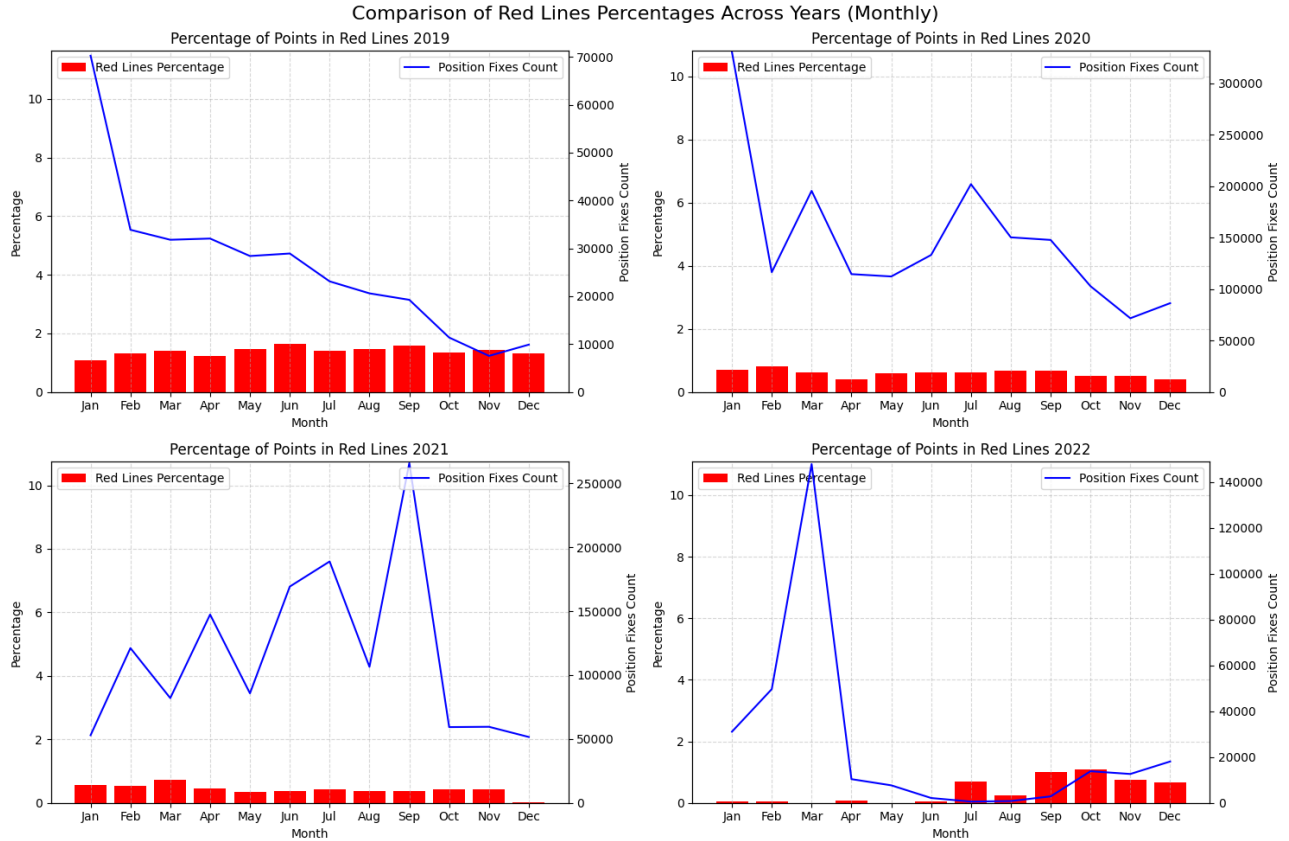 Comparison of Red Lines Percentages Across Years (Monthly)
Percentage of Points in Red Lines 2019
Red Lines Percentage
Position Fixes Count
Percentage
0
2
4
6
8
10
Position Fixes Count
0
10000
20000
30000
40000
50000
60000
70000
Jan Feb Mar Apr May Jun Jul Aug Sep Oct Nov Dec
Month
Percentage of Points in Red Lines 2020
Red Lines Percentage
Position Fixes Count
Percentage
0
2
4
6
8
10
Position Fixes Count
0
50000
100000
150000
200000
250000
300000
Jan Feb Mar Apr May Jun Jul Aug Sep Oct Nov Dec
Month
Percentage of Points in Red Lines 2021
Red Lines Percentage
Position Fixes Count
Percentage
0
2
4
6
8
10
Position Fixes Count
0
50000
100000
150000
200000
250000
Jan Feb Mar Apr May Jun Jul Aug Sep Oct Nov Dec
Month
Percentage of Points in Red Lines 2022
Red Lines Percentage
Position Fixes Count
Percentage
0
2
4
6
8
10
Position Fixes Count
0
20000
40000
60000
80000
100000
120000
140000
Jan Feb Mar Apr May Jun Jul Aug Sep Oct Nov Dec
Month